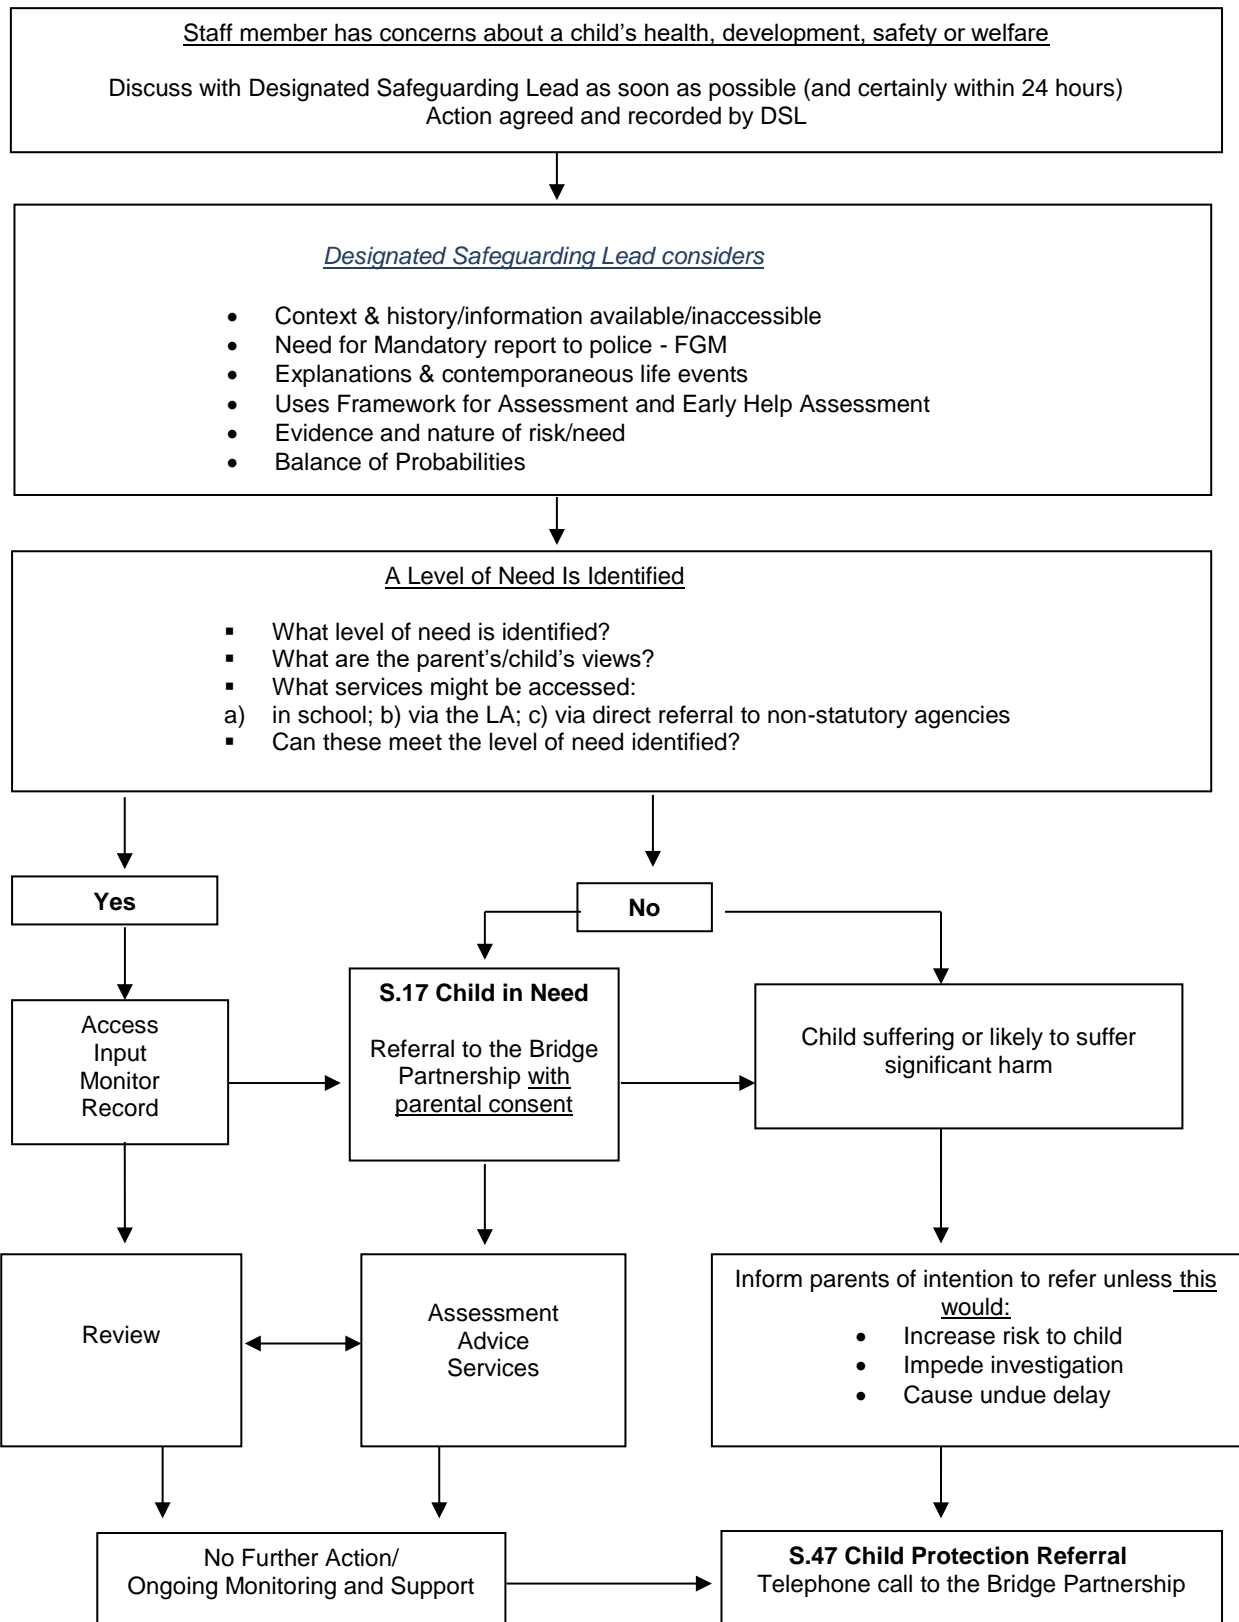 Staff member has concerns about a child’s health, development, safety or welfare
Discuss with Designated Safeguarding Lead as soon as possible (and certainly within 24 hours)
Action agreed and recorded by DSL
Designated Safeguarding Lead considers
• Context & history/information available/inaccessible
• Need for Mandatory report to police - FGM
• Explanations & contemporaneous life events
• Uses Framework for Assessment and Early Help Assessment
• Evidence and nature of risk/need
• Balance of Probabilities
A Level of Need Is Identified
▪ What level of need is identified?
▪ What are the parent’s/child’s views?
▪ What services might be accessed:
a) in school; b) via the LA; c) via direct referral to non-statutory agencies
▪ Can these meet the level of need identified?
Yes
No
Access
Input
Monitor
Record
S.17 Child in Need
Referral to the Bridge
Partnership with
parental consent
Child suffering or likely to suffer
significant harm
Review
Assessment
Advice
Services
Inform parents of intention to refer unless this
would:
• Increase risk to child
• Impede investigation
• Cause undue delay
No Further Action/
Ongoing Monitoring and Support
S.47 Child Protection Referral
Telephone call to the Bridge Partnership